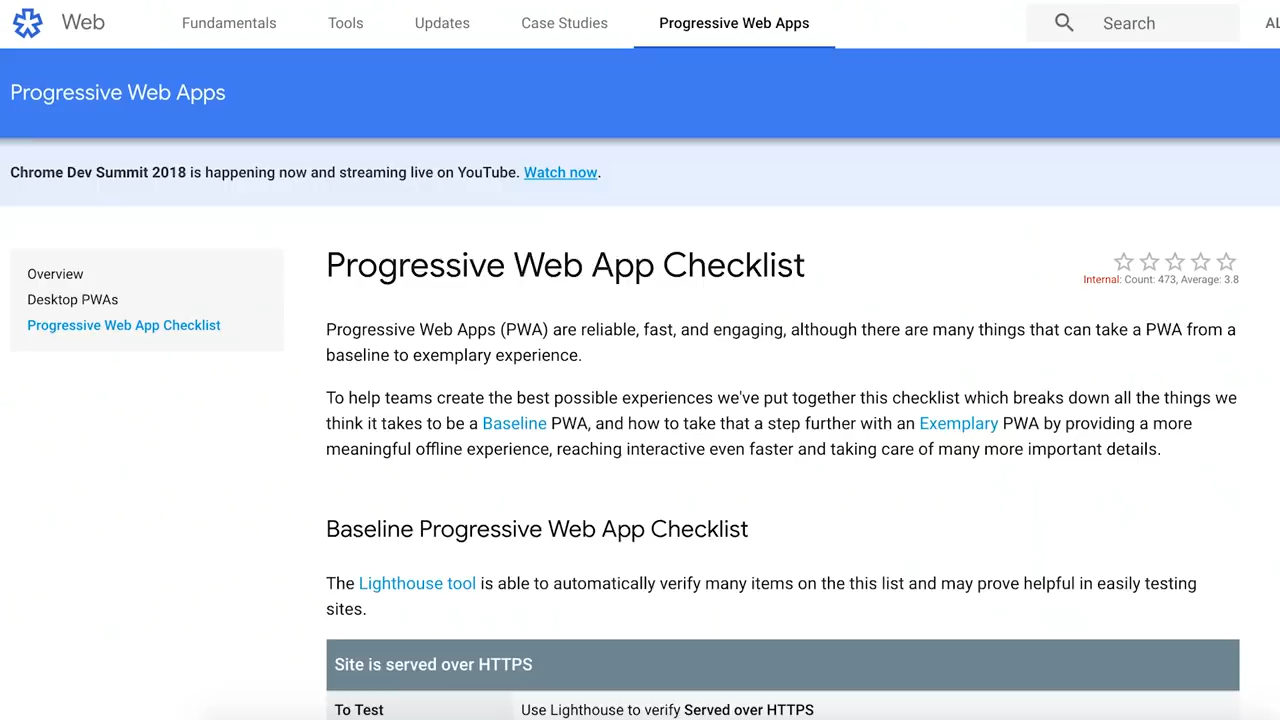 Web Fundamentals Tools Updates Case Studies Progressive Web Apps Search
Progressive Web Apps
Chrome Dev Summit 2018 is happening now and streaming live on YouTube. Watch now.
Overview
Desktop PWAs
Progressive Web App Checklist
Progressive Web App Checklist
Internal: Count: 473, Average: 3.8
Progressive Web Apps (PWA) are reliable, fast, and engaging, although there are many things that can take a PWA from a
baseline to exemplary experience.
To help teams create the best possible experiences we've put together this checklist which breaks down all the things we
think it takes to be a Baseline PWA, and how to take that a step further with an Exemplary PWA by providing a more
meaningful offline experience, reaching interactive even faster and taking care of many more important details.
Baseline Progressive Web App Checklist
The Lighthouse tool is able to automatically verify many items on the this list and may prove helpful in easily testing
sites.
Site is served over HTTPS
To Test Use Lighthouse to verify Served over HTTPS